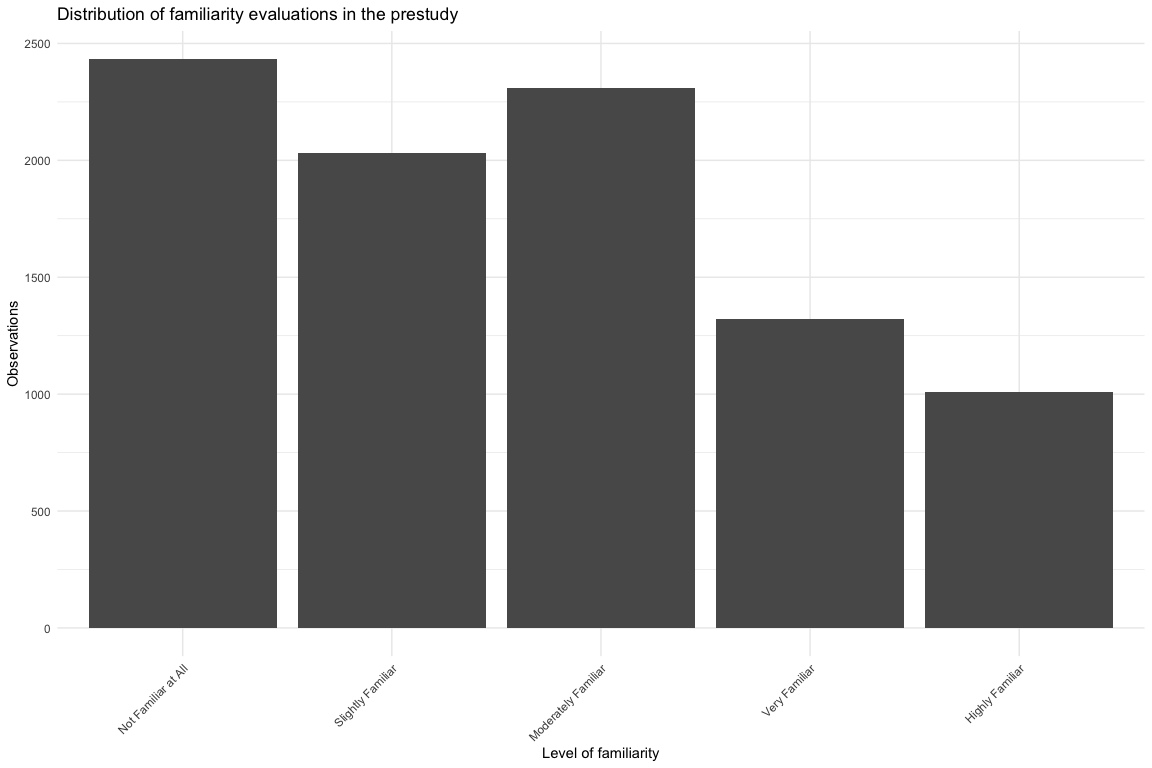 Distribution of familiarity evaluations in the prestudy
2500
2000
1500
1000
500
0
Observations
Not Familiar at All
Slightly Familiar
Moderately Familiar
Very Familiar
Highly Familiar
Level of familiarity